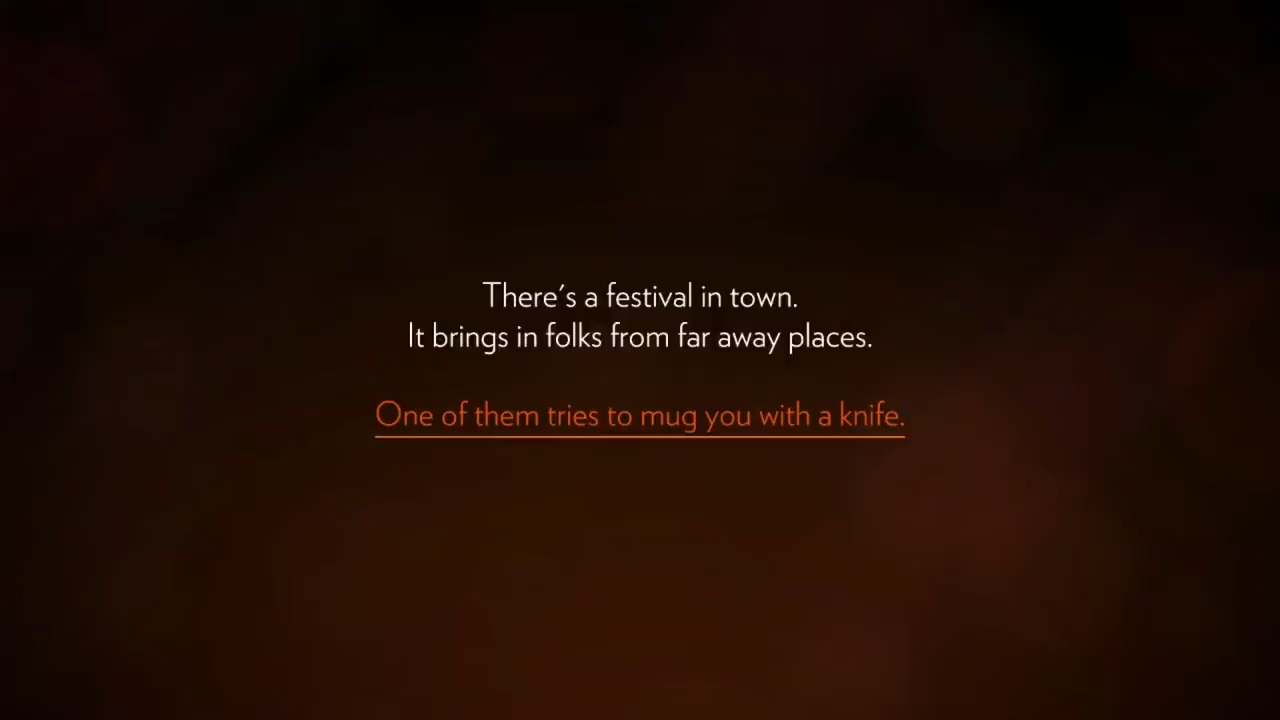 There's a festival in town.
It brings in folks from far away places.
One of them tries to mug you with a knife.